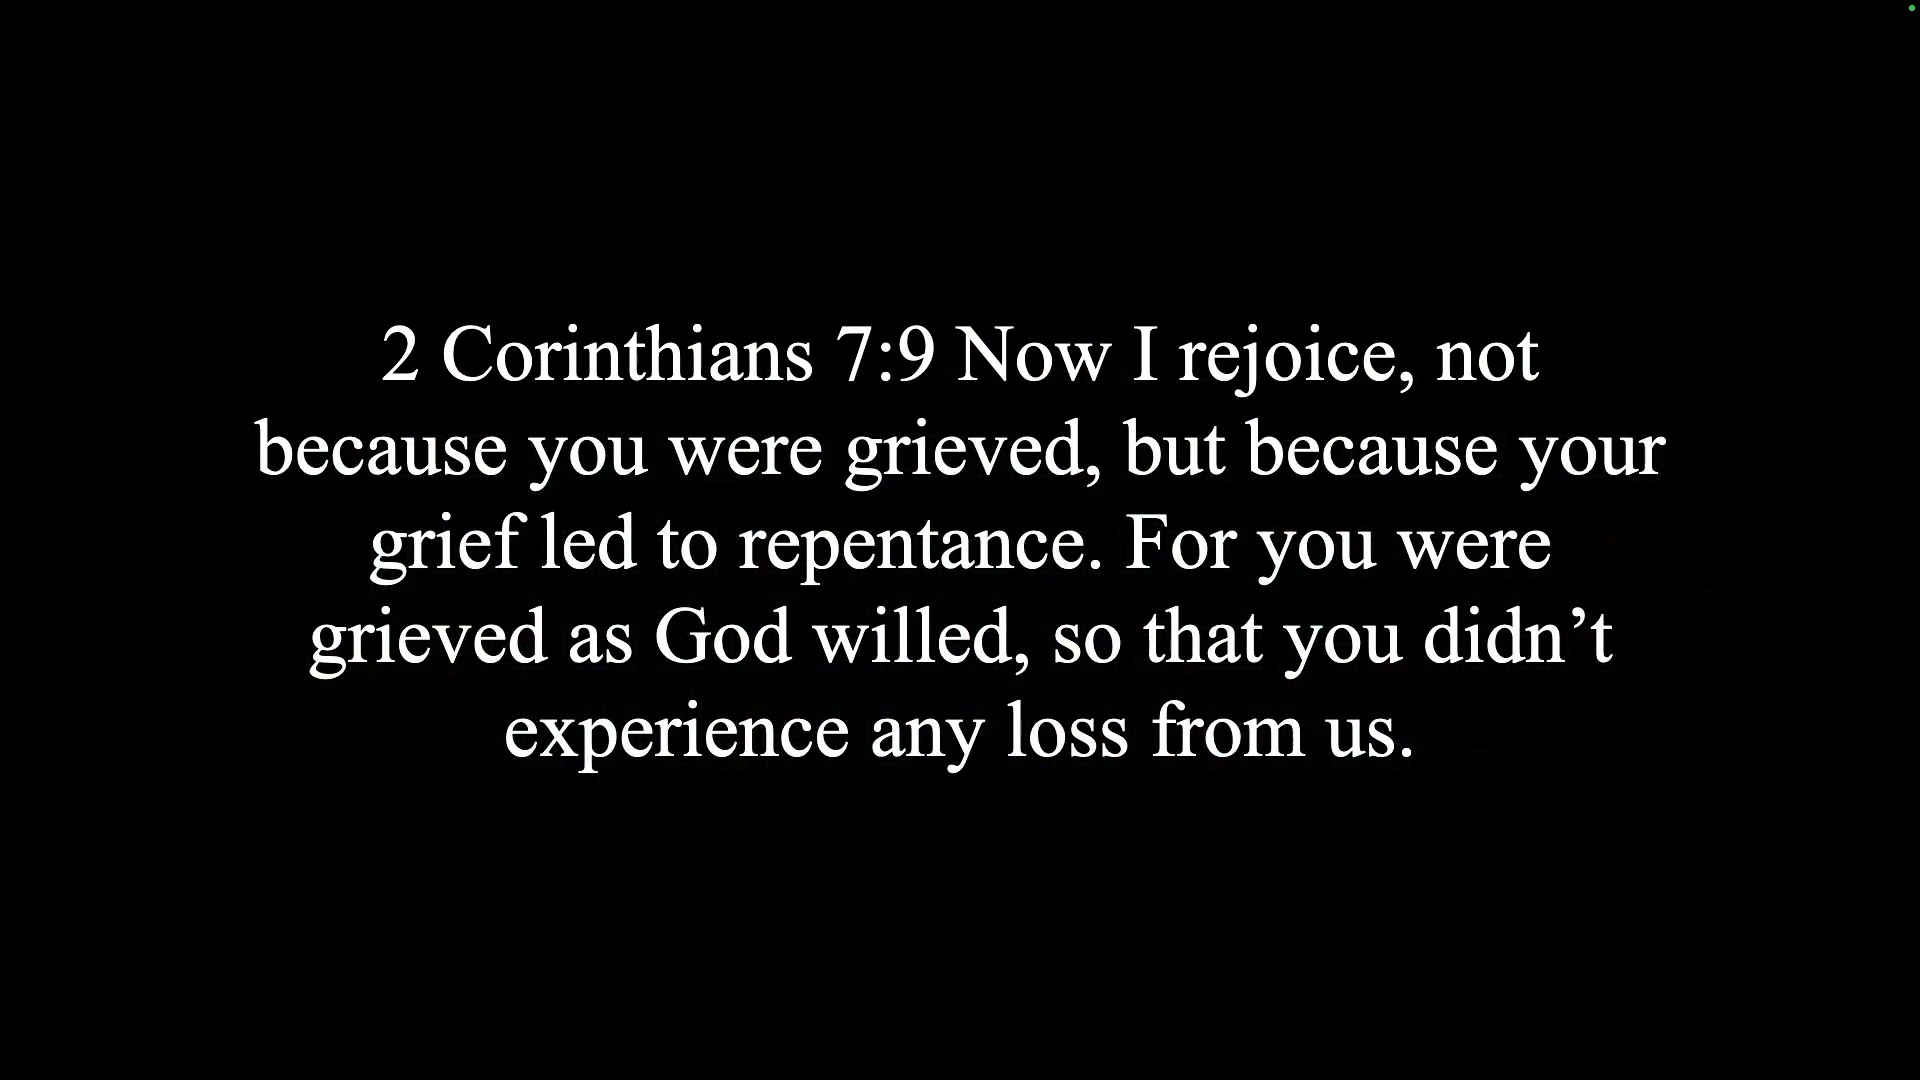 2 Corinthians 7:9 Now I rejoice, not
because you were grieved, but because your
grief led to repentance. For you were
grieved as God willed, so that you didn’t
experience any loss from us.